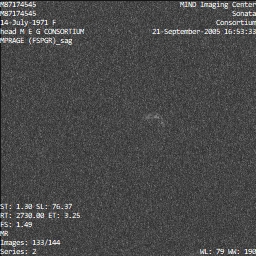 M87174545
M87174545
14-July-1971 F
head M E G CONSORTIUM
MPRAGE (FSPGR)_sag
MIND Imaging Center
Sonata
Consortium
21-September-2005 16:53:33
ST: 1.30 SL: 76.37
RT: 2730.00 ET: 3.25
FS: 1.49
MR
Images: 133/144
Series: 2
WL: 79 WW: 190